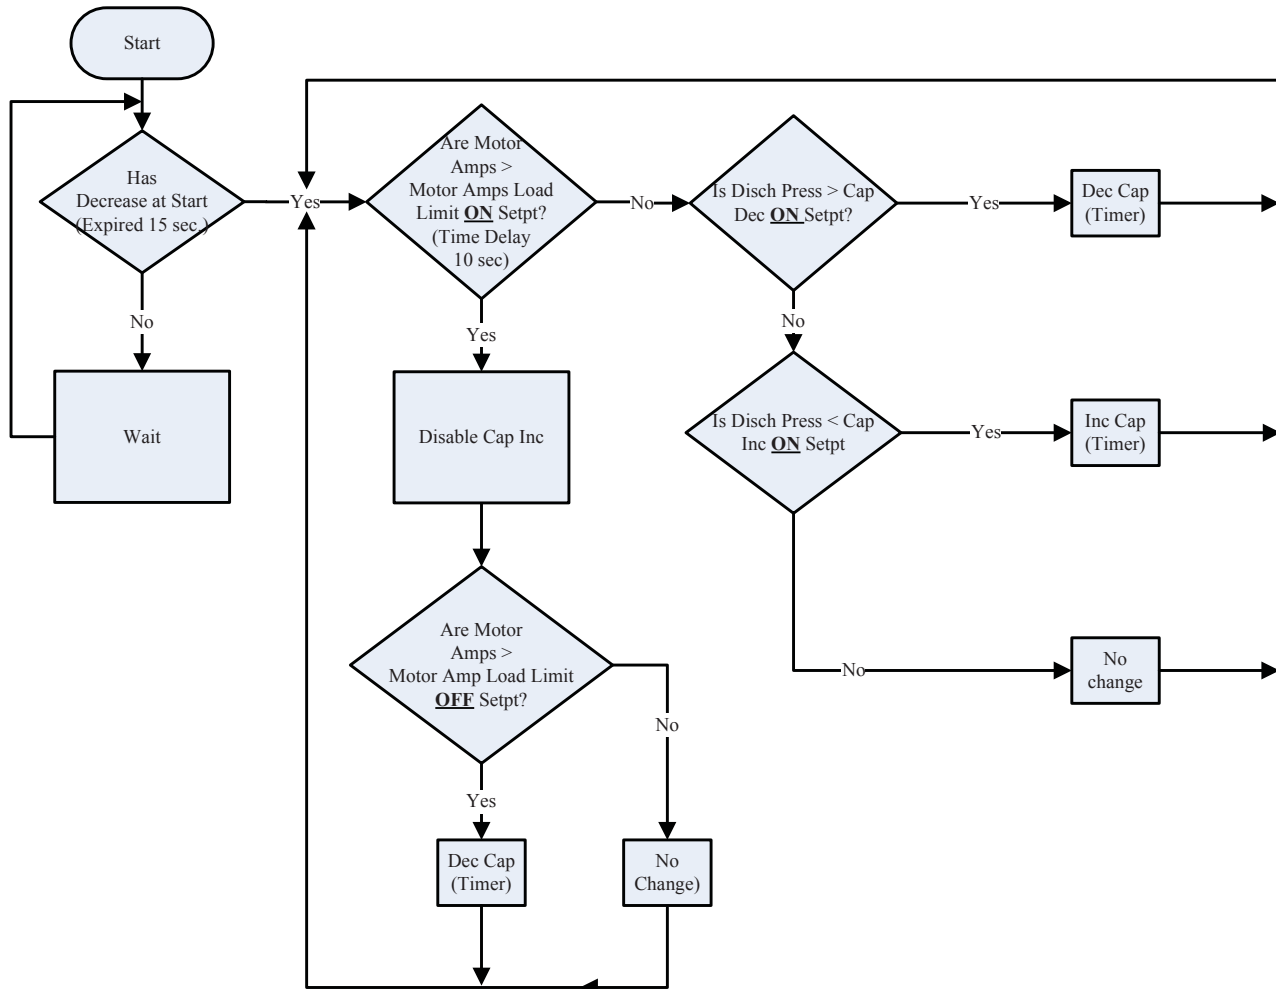 Start
Has
Decrease at Start
(Expired 15 sec.)
Yes
No
Wait
Are Motor
Amps >
Motor Amps Load
Limit ON Setpt?
(Time Delay
10 sec)
No
Yes
Disable Cap Inc
Are Motor
Amps >
Motor Amp Load Limit
OFF Setpt?
No
Yes
Dec Cap
(Timer)
No
Change)
Is Disch Press > Cap
Dec ON Setpt?
Yes
Dec Cap
(Timer)
No
Is Disch Press < Cap
Inc ON Setpt
Yes
Inc Cap
(Timer)
No
No
change